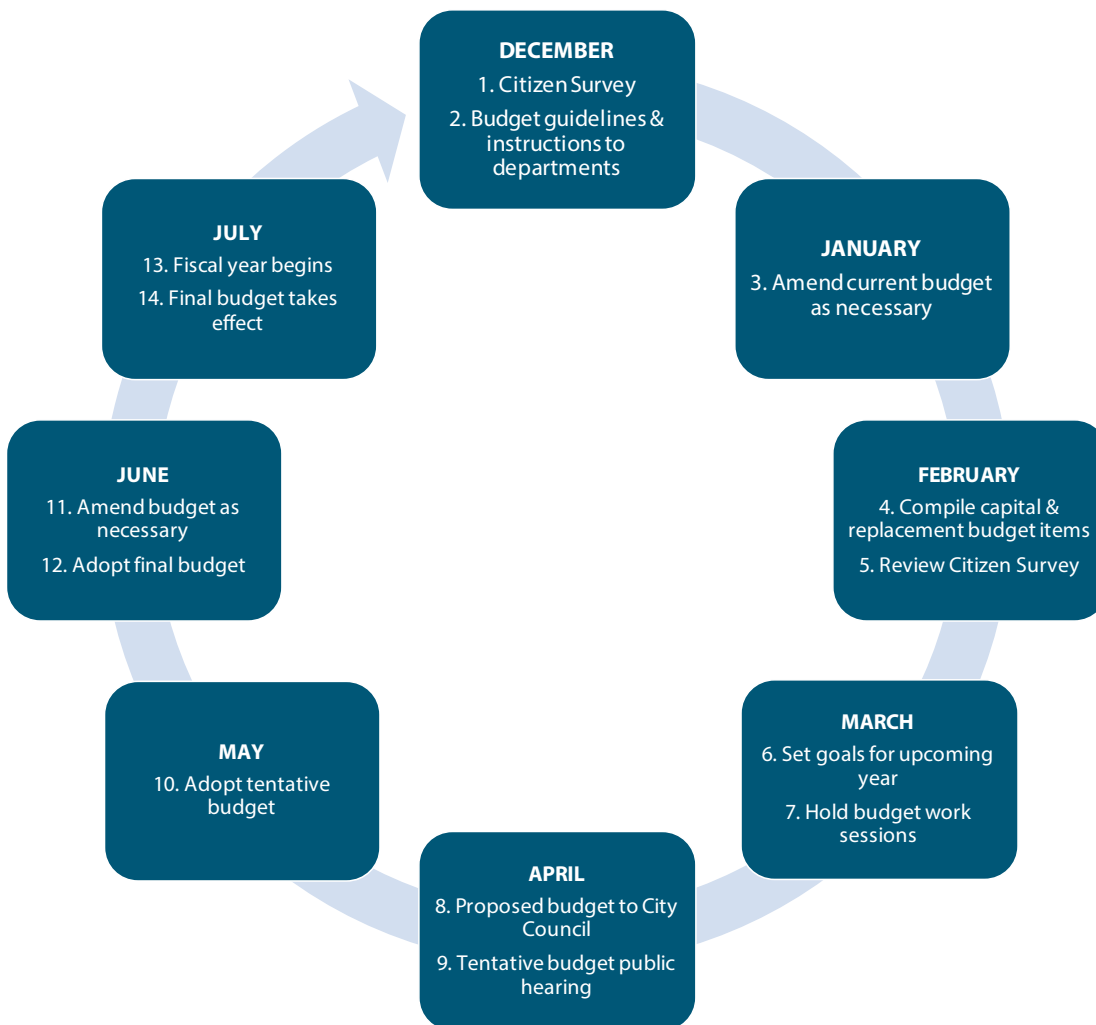 DECEMBER
1. Citizen Survey
2. Budget guidelines &
instructions to
departments
JANUARY
3. Amend current budget
as necessary
FEBRUARY
4. Compile capital &
replacement budget items
5. Review Citizen Survey
MARCH
6. Set goals for upcoming
year
7. Hold budget work
sessions
APRIL
8. Proposed budget to City
Council
9. Tentative budget public
hearing
MAY
10. Adopt tentative
budget
JUNE
11. Amend budget as
necessary
12. Adopt final budget
JULY
13. Fiscal year begins
14. Final budget takes
effect